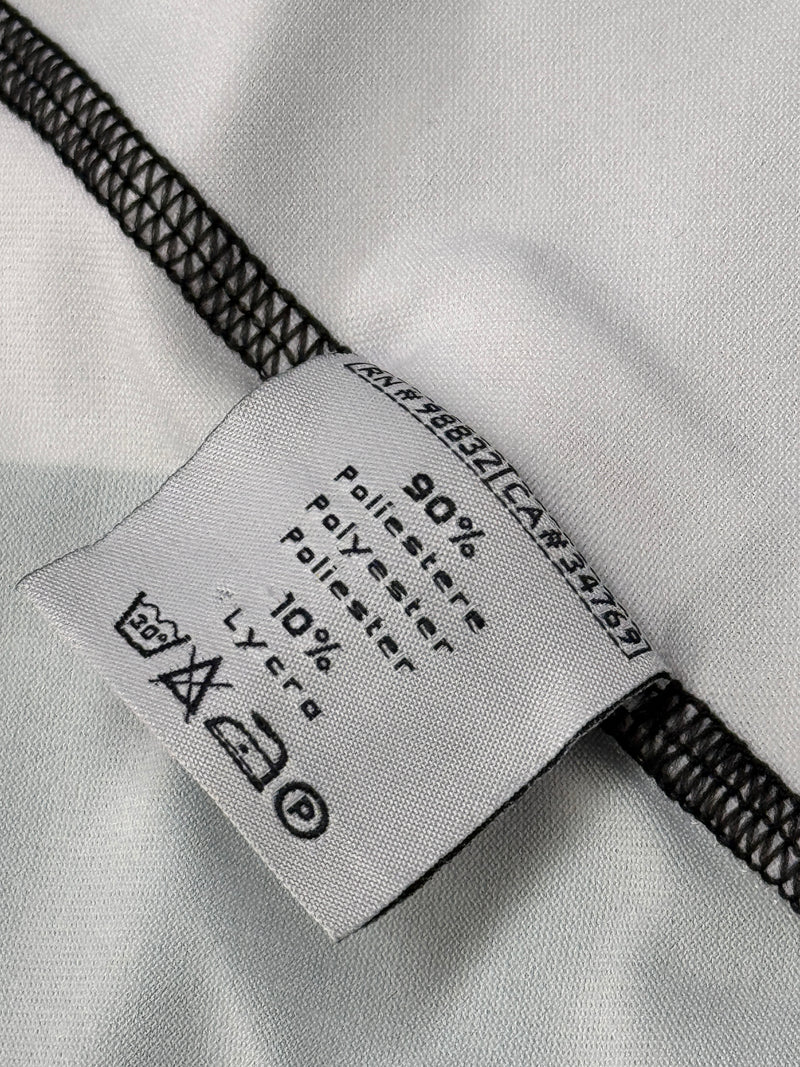 RN# 98832 CA# 34769
90%
Poliestere
Polyester
Poliester
10%
Lycra
30°
P